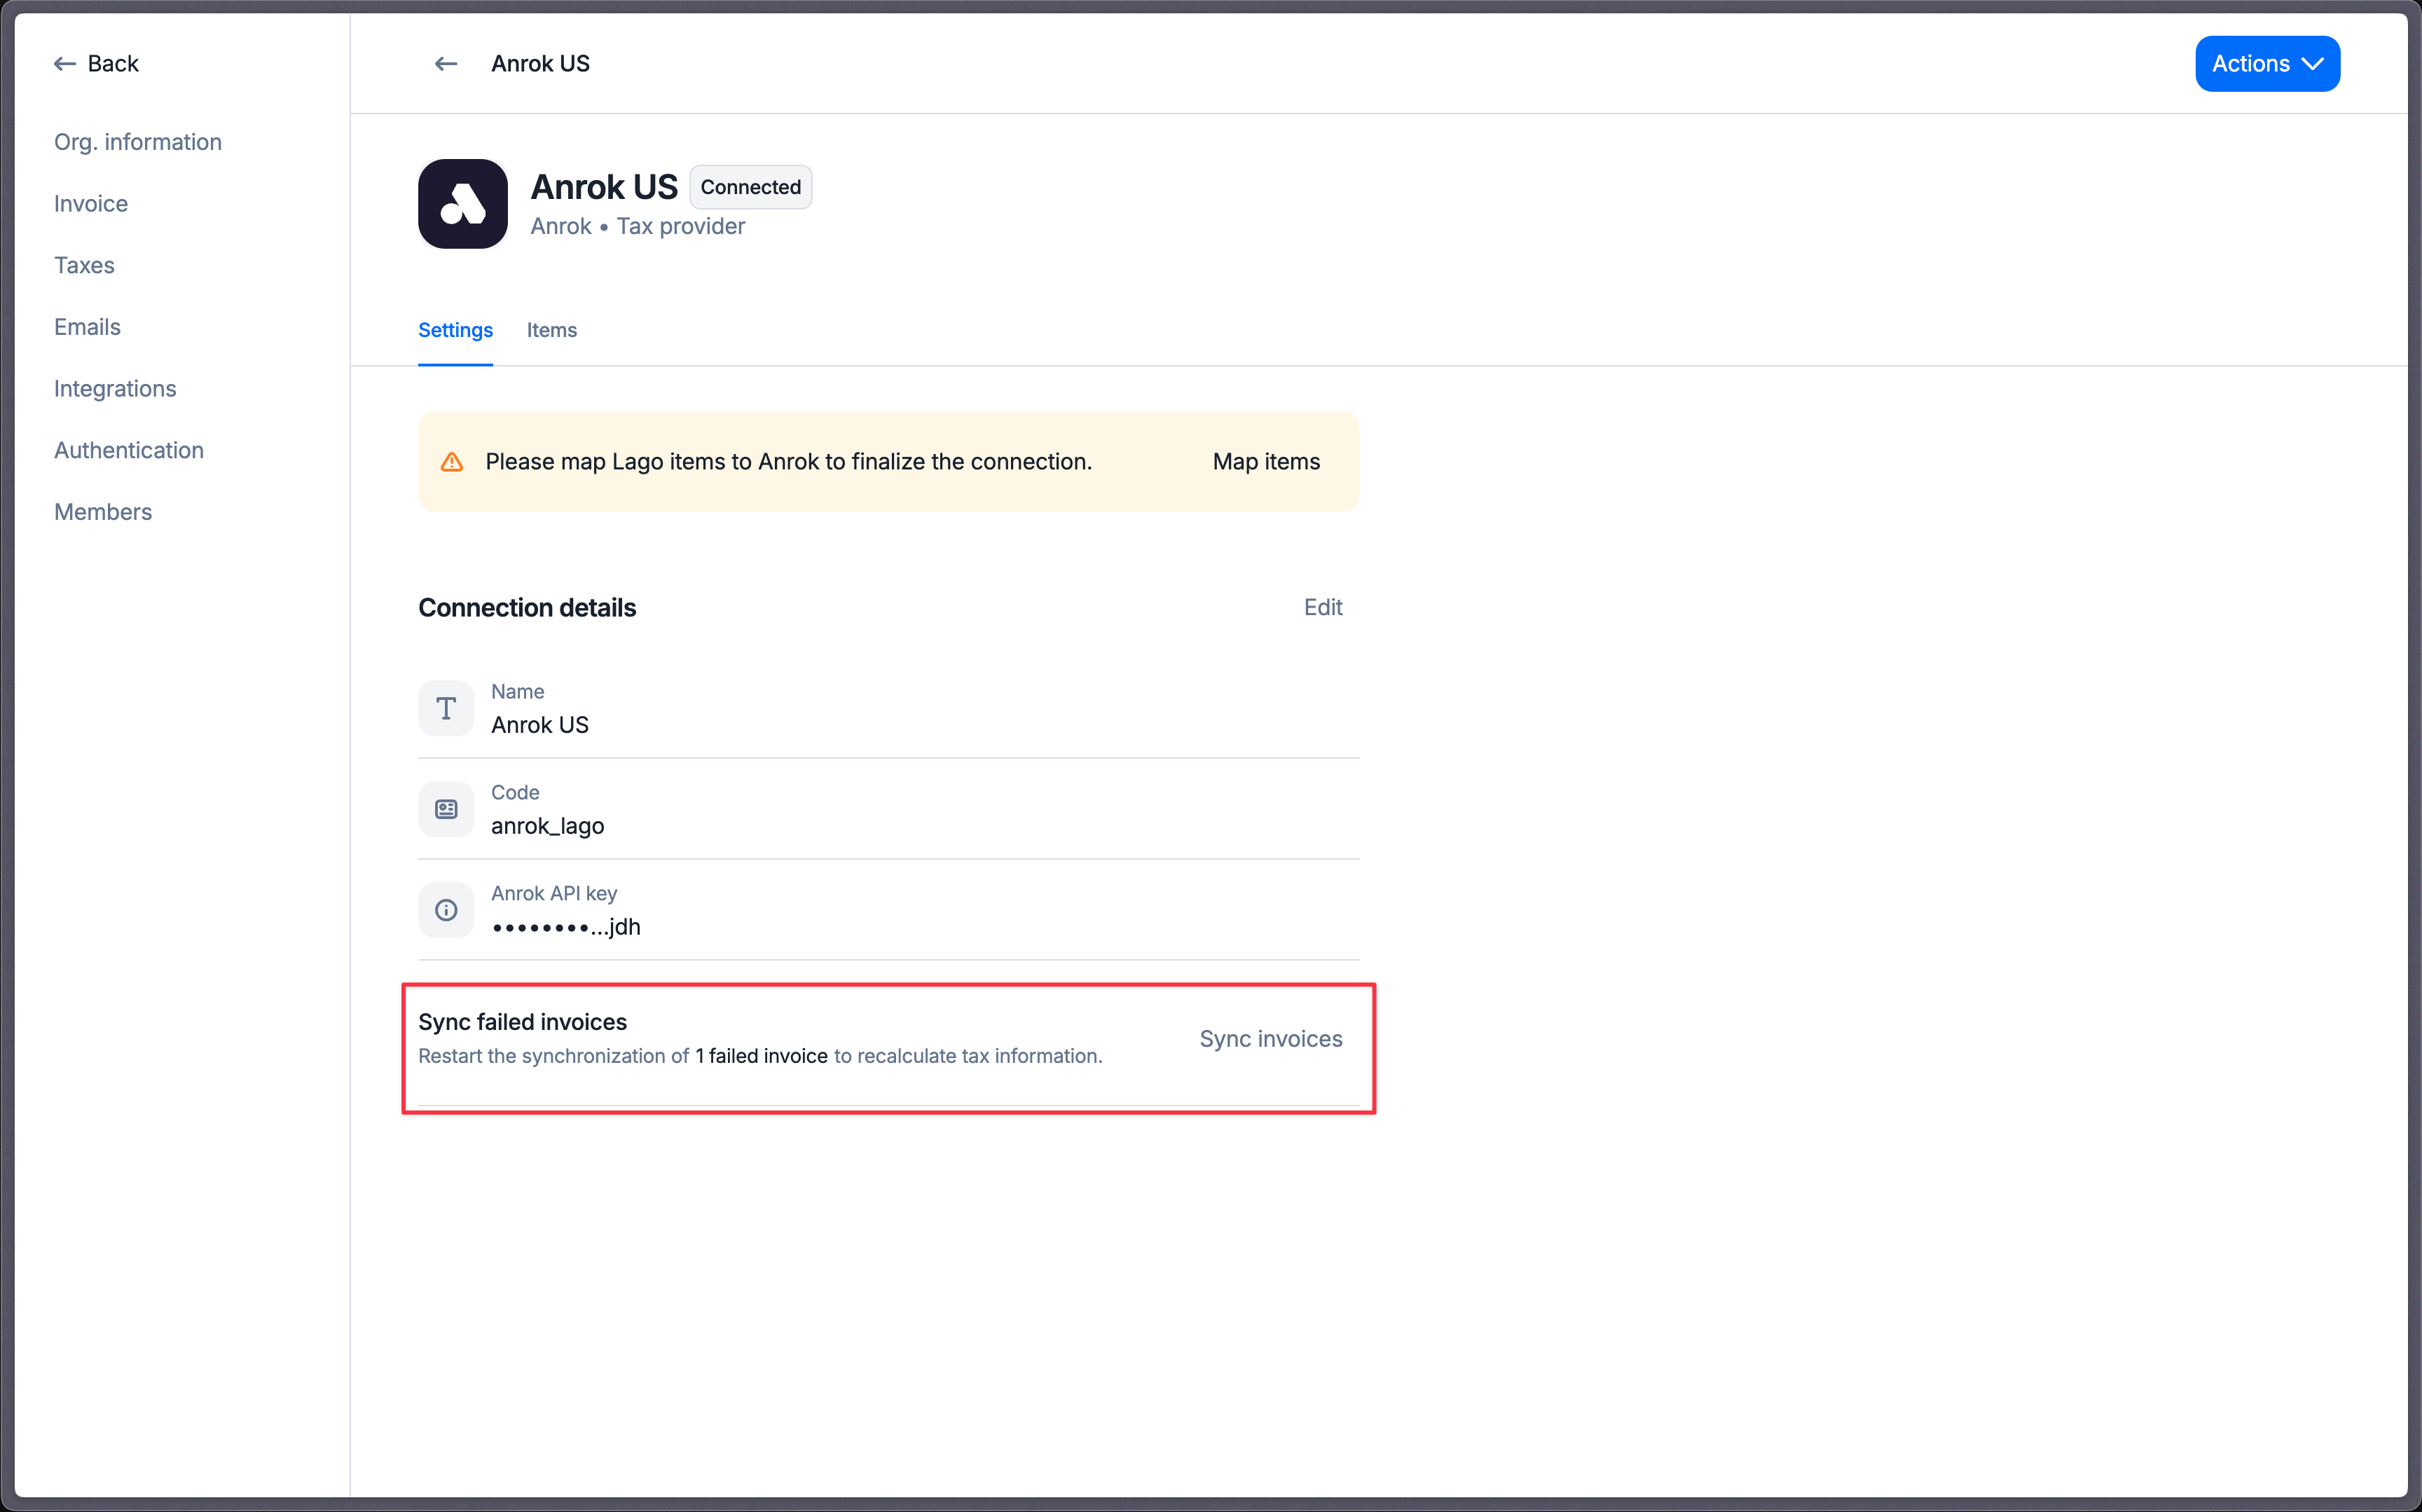 Back
Org. information
Invoice
Taxes
Emails
Integrations
Authentication
Members
Anrok US
Actions
Anrok US Connected
Anrok • Tax provider
Settings Items
Please map Lago items to Anrok to finalize the connection. Map items
Connection details Edit
Name
Anrok US
Code
anrok_lago
Anrok API key
••••••••...jdh
Sync failed invoices
Restart the synchronization of 1 failed invoice to recalculate tax information.
Sync invoices